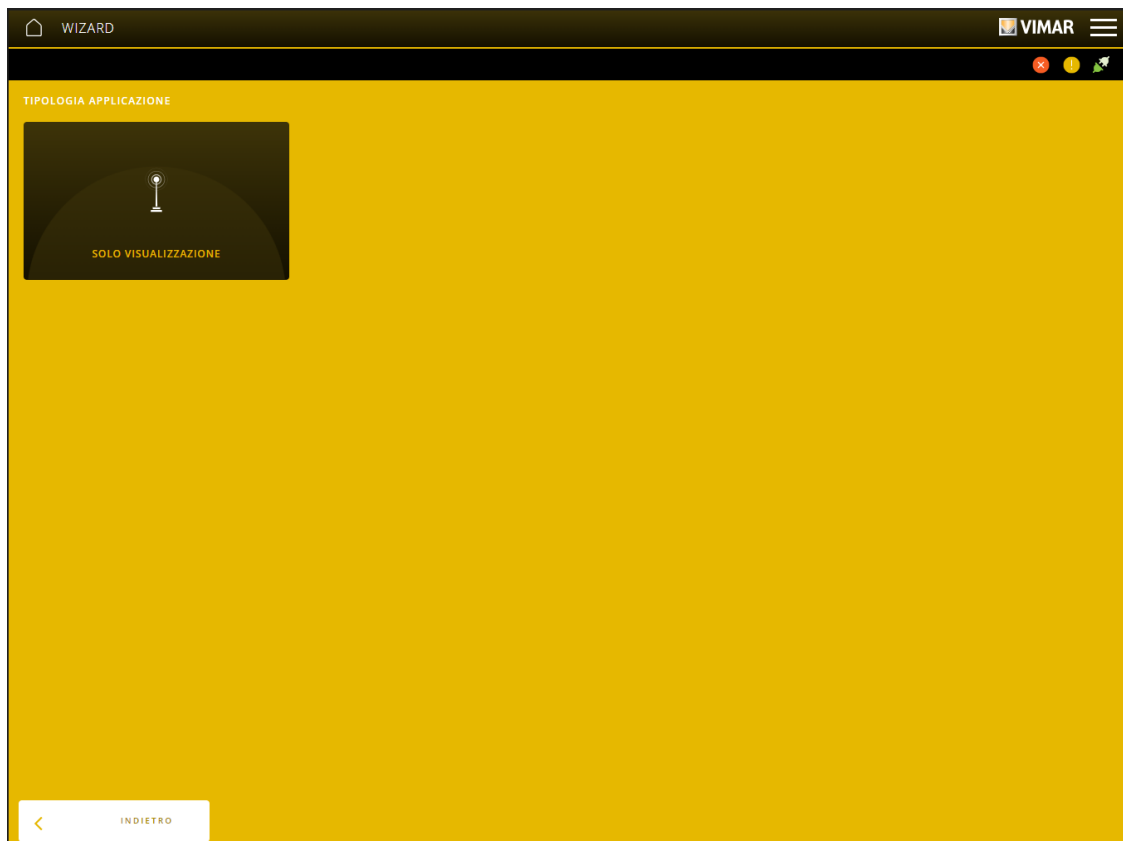 WIZARD
VIMAR
TIPOLOGIA APPLICAZIONE
SOLO VISUALIZZAZIONE
INDIETRO